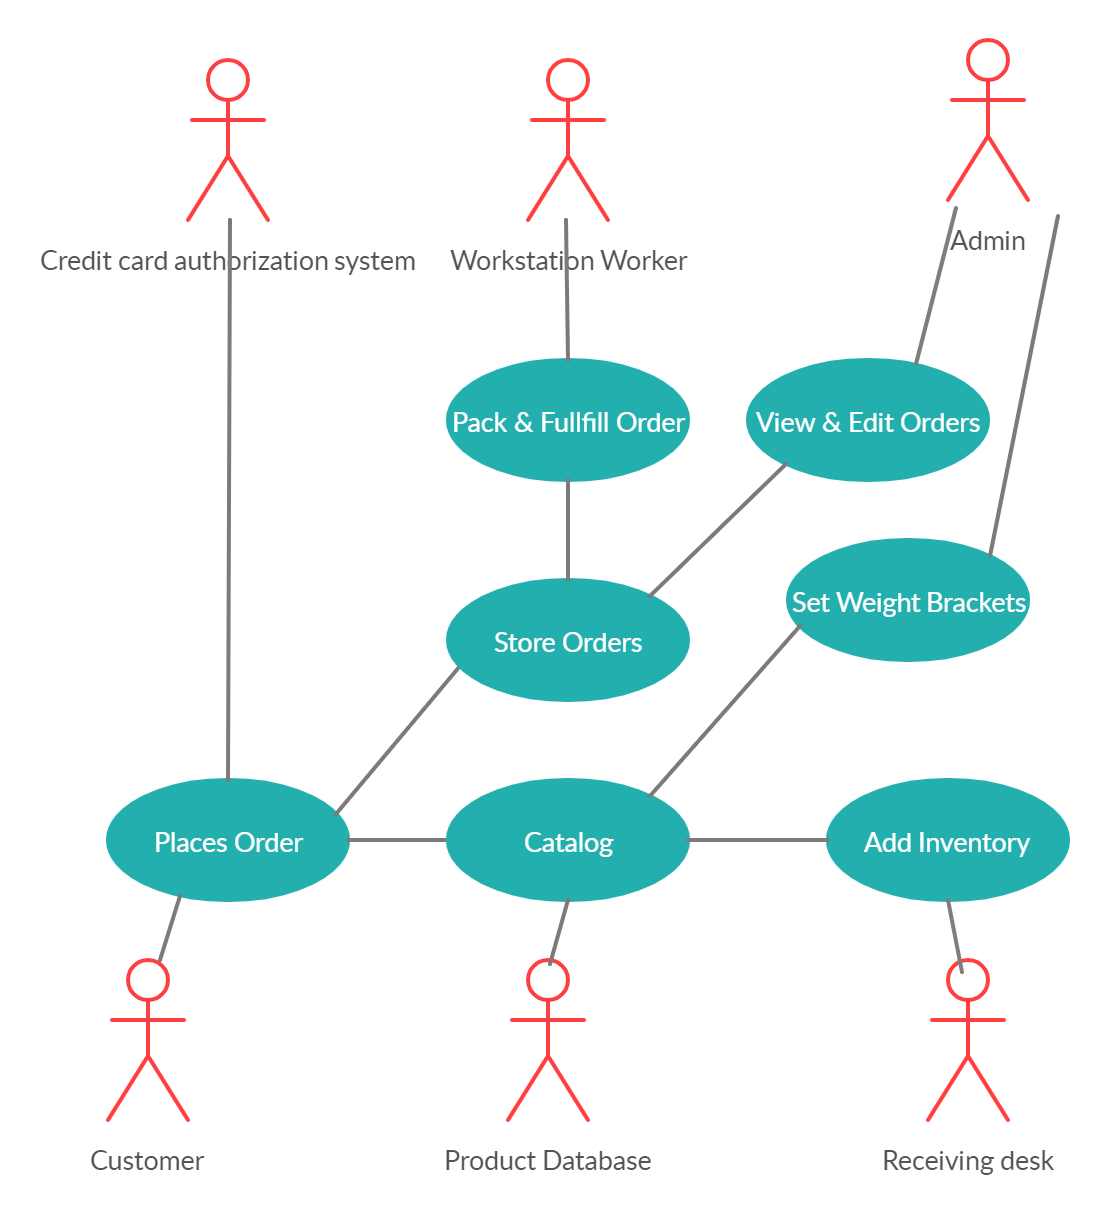 Credit card authorization system
Workstation Worker
Admin
Pack & Fullfill Order
View & Edit Orders
Set Weight Brackets
Store Orders
Places Order
Catalog
Add Inventory
Customer
Product Database
Receiving desk